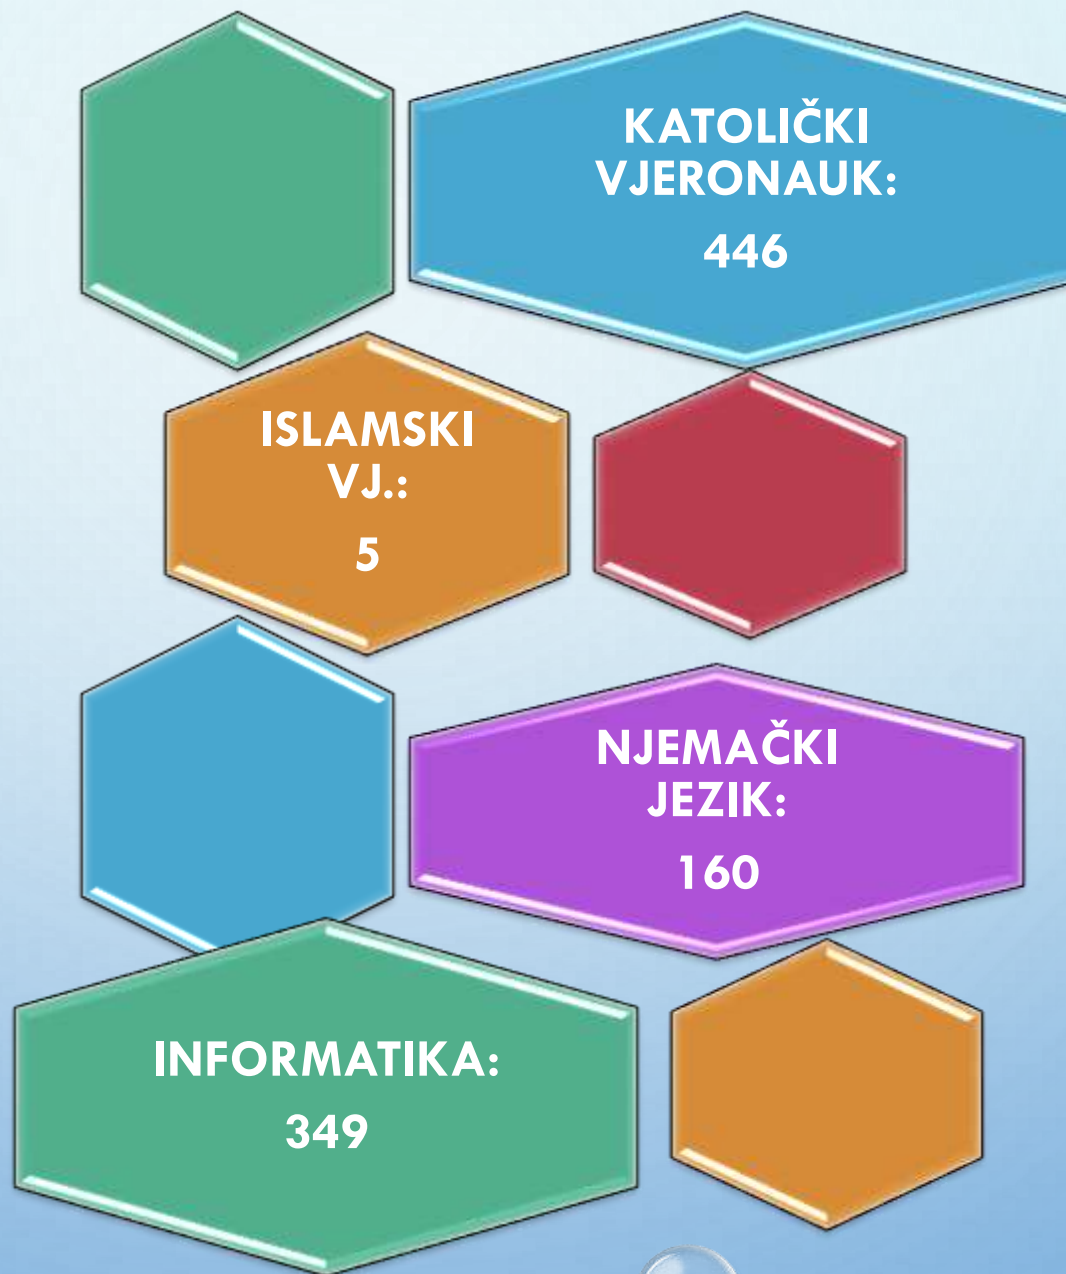 KATOLIČKI
VJERONAUK:
446
ISLAMSKI
VJ.:
5
NJEMAČKI
JEZIK:
160
INFORMATIKA:
349